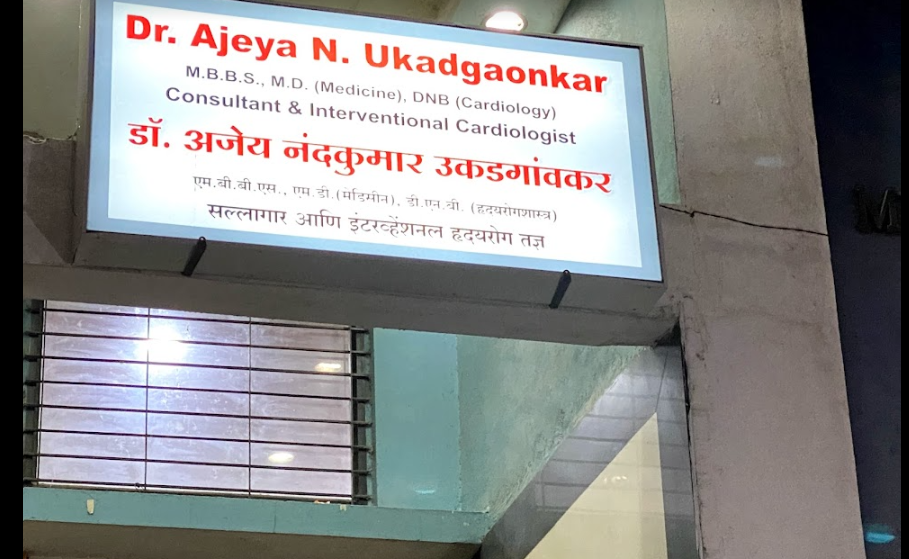 Dr. Ajeya N. Ukadgaonkar
M.B.B.S., M.D. (Medicine), DNB (Cardiology)
Consultant & Interventional Cardiologist
डॉ. अजेय नंदकुमार उकडगांवकर
एम.बी.बी.एस., एम.डी.(मेडिसीन), डी.एन.बी. (हृदयरोगशास्त्र)
सल्लागार आणि इंटरव्हेंशनल हृदयरोग तज्ञ